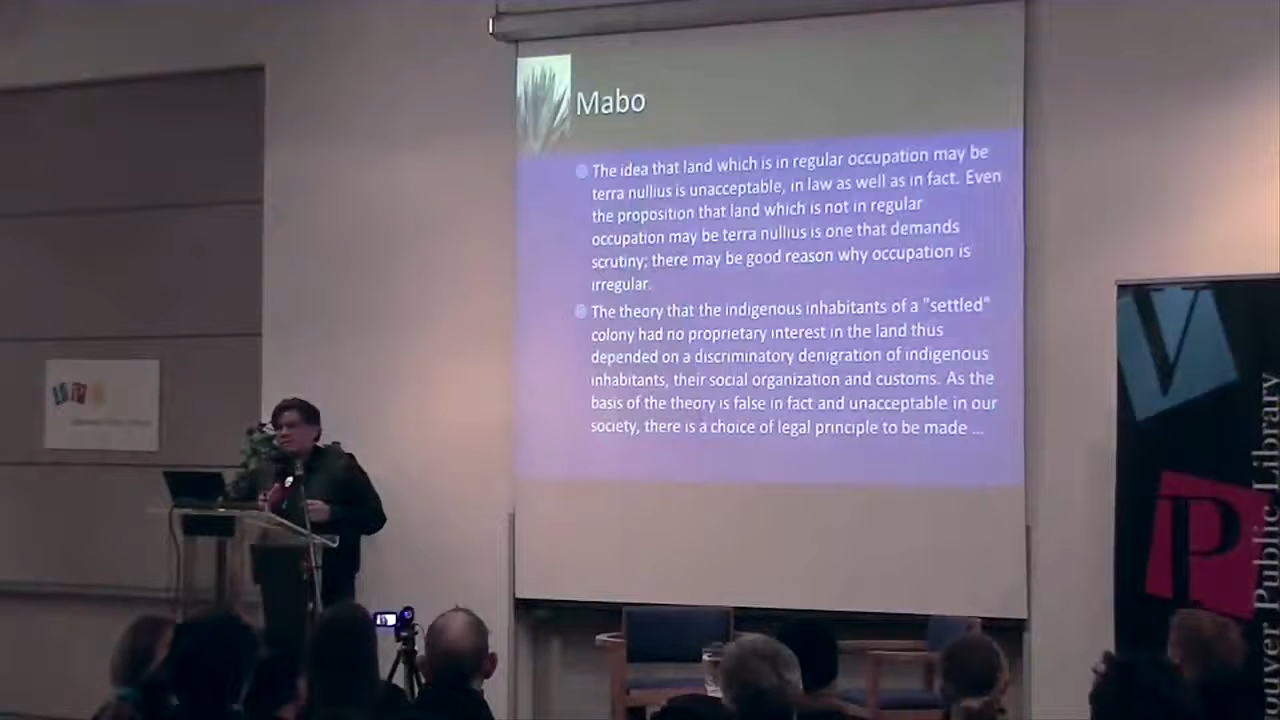 Mabo
The idea that land which is in regular occupation may be
terra nullius is unacceptable, in law as well as in fact. Even
the proposition that land which is not in regular
occupation may be terra nullius is one that demands
scrutiny; there may be good reason why occupation is
irregular.
The theory that the indigenous inhabitants of a "settled"
colony had no proprietary interest in the land thus
depended on a discriminatory denigration of indigenous
inhabitants, their social organization and customs. As the
basis of the theory is false in fact and unacceptable in our
society, there is a choice of legal principle to be made ...
V
P
ouver Public Library